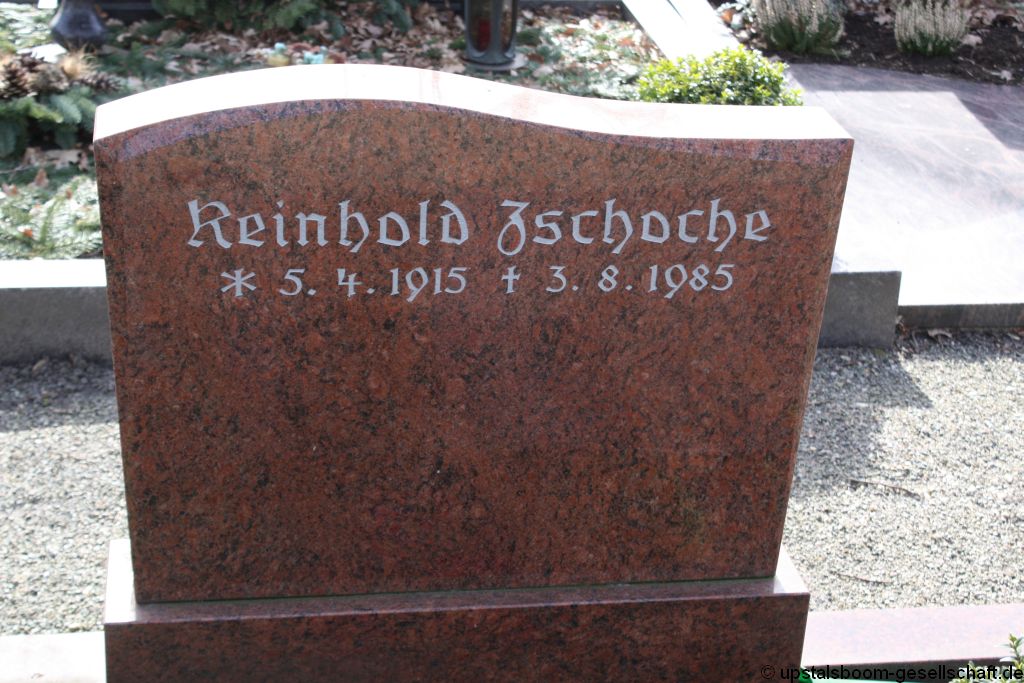 Reinhold Zschoche
* 5. 4. 1915 † 3. 8. 1985
© upstalsboom-gesellschaft.de